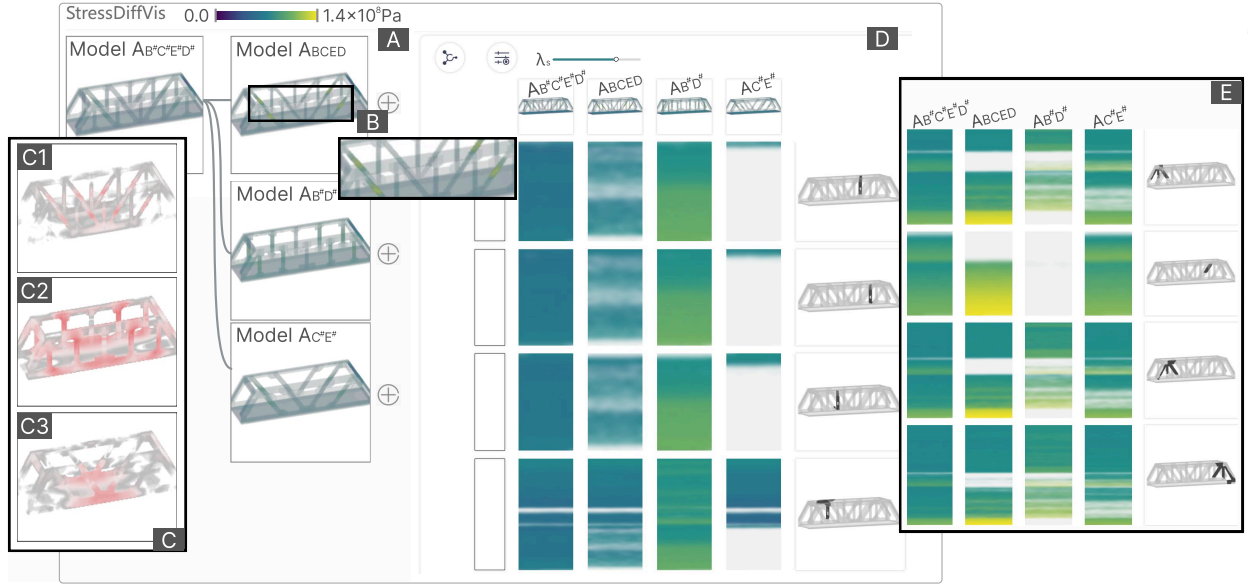 StressDiffVis 0.0 1.4×10⁸Pa
A
Model AB#C#E#D#
Model ABCED
B
Model AB#D#
Model AC#E#
C1
C2
C3
C
D
λs
AB#C#E#D# ABCED AB#D# AC#E#
E
AB#C#E#D# ABCED AB#D# AC#E#